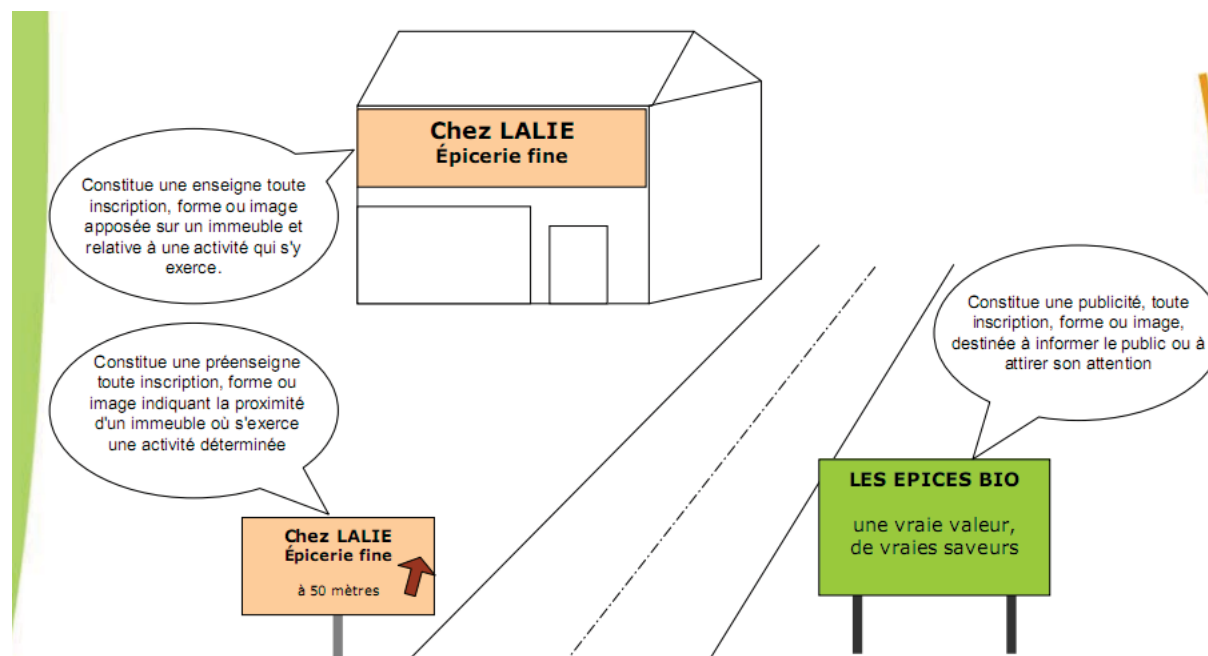 Chez LALIE
Épicerie fine
Constitue une enseigne toute
inscription, forme ou image
apposée sur un immeuble et
relative à une activité qui s'y
exerce.
Constitue une publicité, toute
inscription, forme ou image,
destinée à informer le public ou à
attirer son attention
Constitue une préenseigne
toute inscription, forme ou
image indiquant la proximité
d'un immeuble où s'exerce
une activité déterminée
LES EPICES BIO
une vraie valeur,
de vraies saveurs
Chez LALIE
Épicerie fine
à 50 mètres